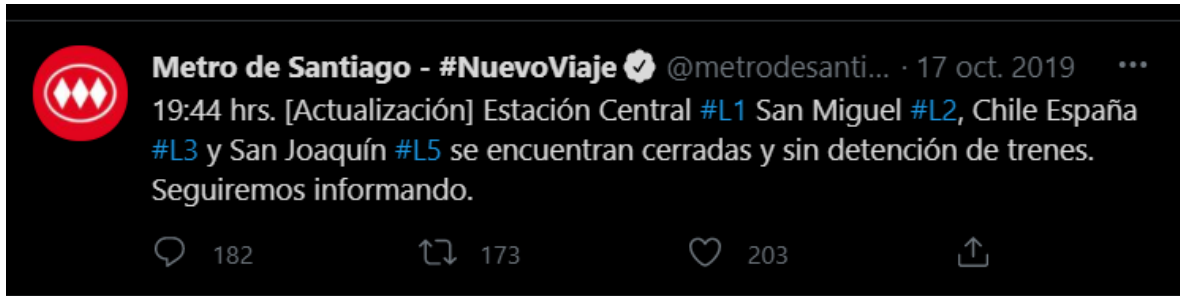 Metro de Santiago - #NuevoViaje @metrodesanti... · 17 oct. 2019
19:44 hrs. [Actualización] Estación Central #L1 San Miguel #L2, Chile España
#L3 y San Joaquín #L5 se encuentran cerradas y sin detención de trenes.
Seguiremos informando.
182 173 203